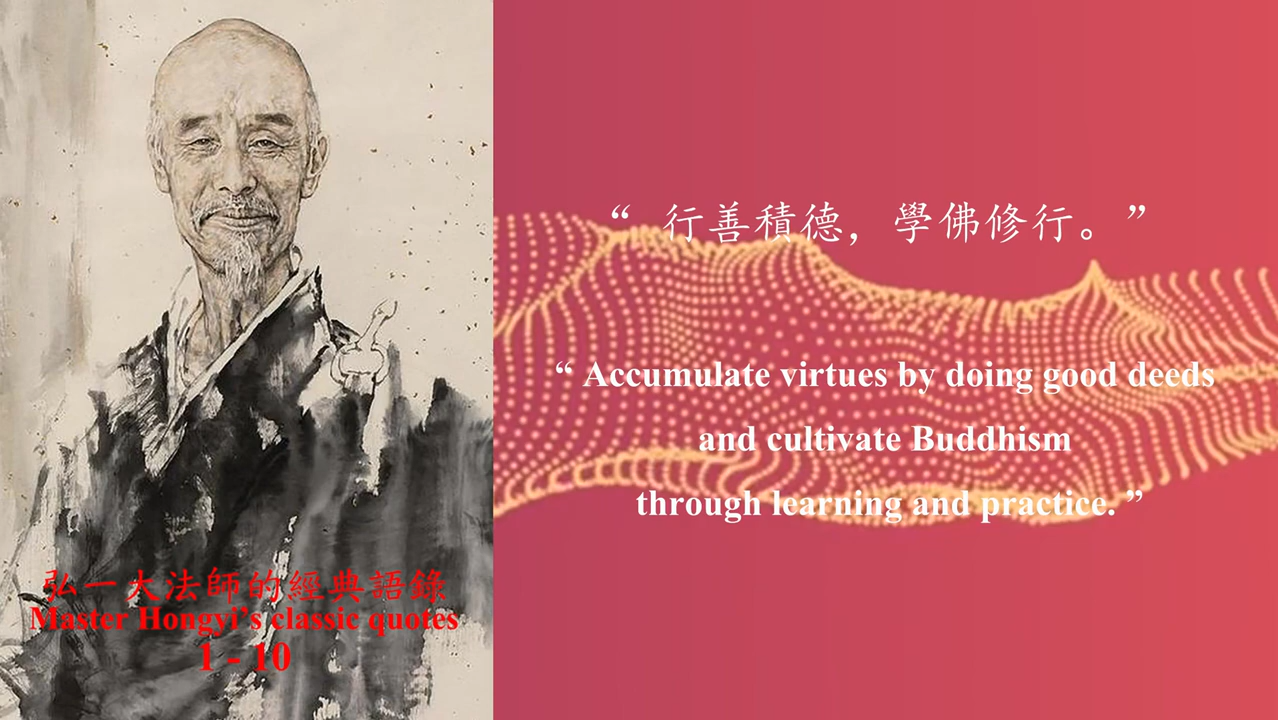 “ 行善積德，學佛修行。”
“ Accumulate virtues by doing good deeds
and cultivate Buddhism
through learning and practice. ”
弘一大法師的經典語錄
Master Hongyi’s classic quotes
1 - 10